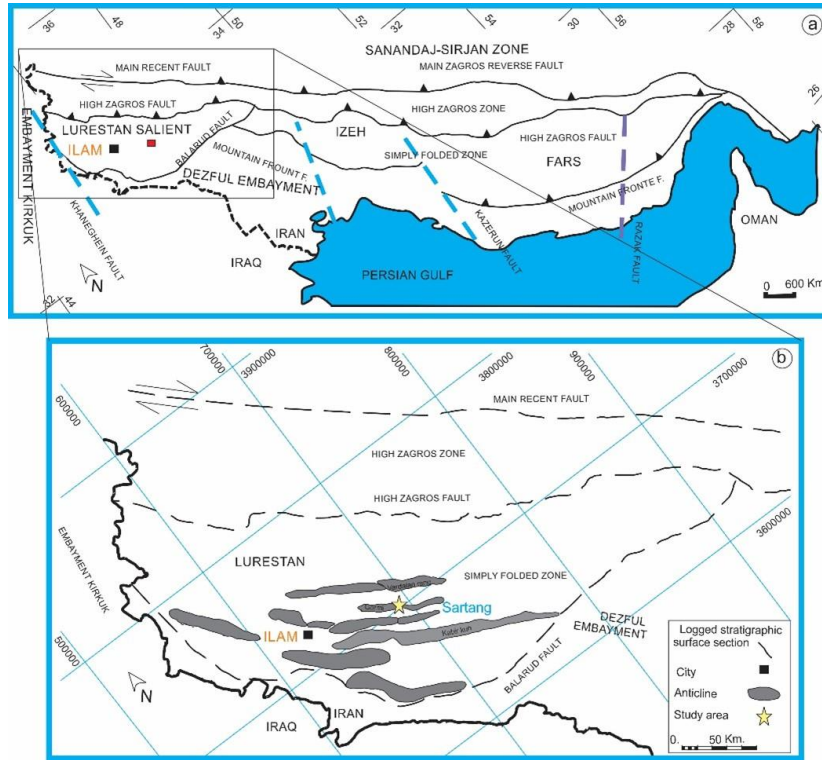 36
48
50
34
52
32
54
30
56
28
58
a
SANANDAJ-SIRJAN ZONE
MAIN RECENT FAULT
MAIN ZAGROS REVERSE FAULT
26
HIGH ZAGROS FAULT
HIGH ZAGROS ZONE
EMBAYMENT KIRKUK
LURESTAN SALIENT
IZEH
HIGH ZAGROS FAULT
ILAM
BALARUD FAULT
SIMPLY FOLDED ZONE
FARS
MOUNTAIN FROUNT F.
DEZFUL EMBAYMENT
MOUNTAIN FRONTE F.
KHANEGHEIN FAULT
KAZERUN FAULT
RAZAK FAULT
OMAN
IRAN
IRAQ
N
PERSIAN GULF
0 600 Km.
32
44
b
600000
700000
3900000
800000
3800000
900000
3700000
MAIN RECENT FAULT
HIGH ZAGROS ZONE
HIGH ZAGROS FAULT
3600000
EMBAYMENT KIRKUK
LURESTAN
SIMPLY FOLDED ZONE
Sartang
ILAM
Kabir kuh
DEZFUL
EMBAYMENT
500000
BALARUD FAULT
N
IRAN
IRAQ
Logged stratigraphic
surface section
City
Anticline
Study area
0. 50 Km.